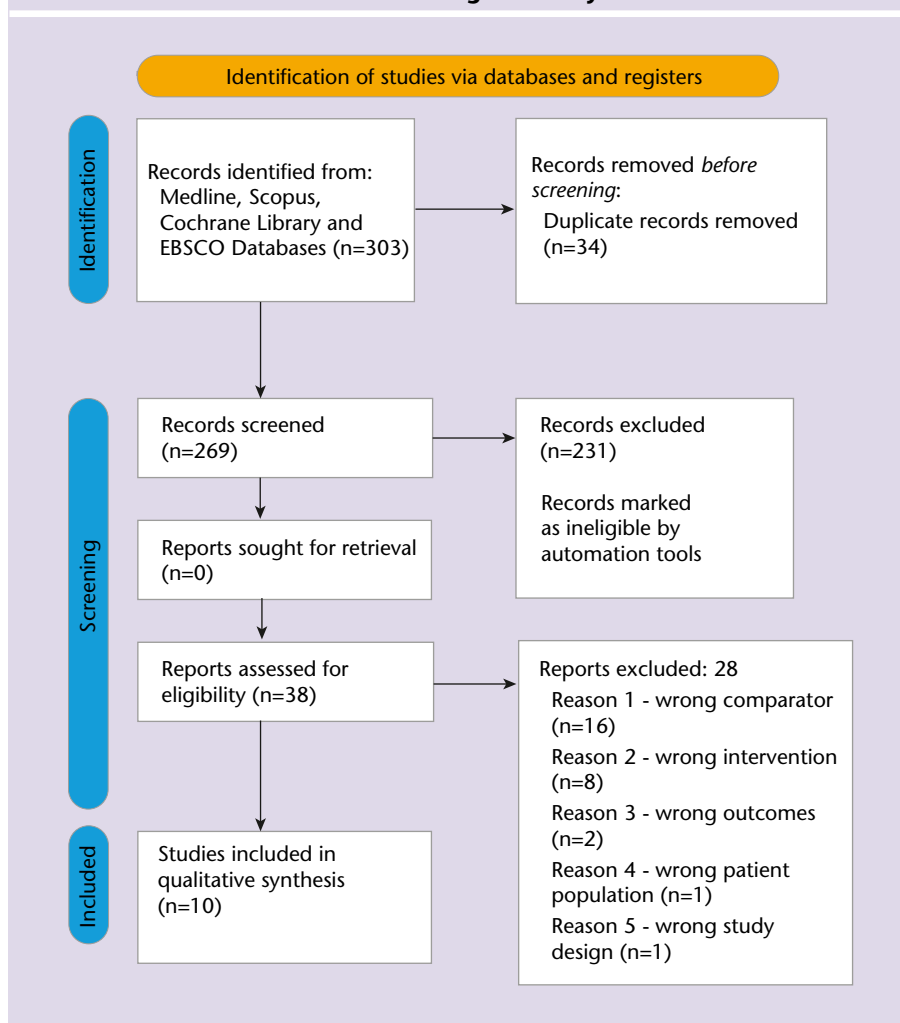 Identification of studies via databases and registers
Identification
Records identified from:
Medline, Scopus,
Cochrane Library and
EBSCO Databases (n=303)
Records removed before
screening:
Duplicate records removed
(n=34)
Screening
Records screened
(n=269)
Records excluded
(n=231)
Records marked
as ineligible by
automation tools
Reports sought for retrieval
(n=0)
Reports assessed for
eligibility (n=38)
Reports excluded: 28
Reason 1 - wrong comparator
(n=16)
Reason 2 - wrong intervention
(n=8)
Reason 3 - wrong outcomes
(n=2)
Reason 4 - wrong patient
population (n=1)
Reason 5 - wrong study
design (n=1)
Included
Studies included in
qualitative synthesis
(n=10)